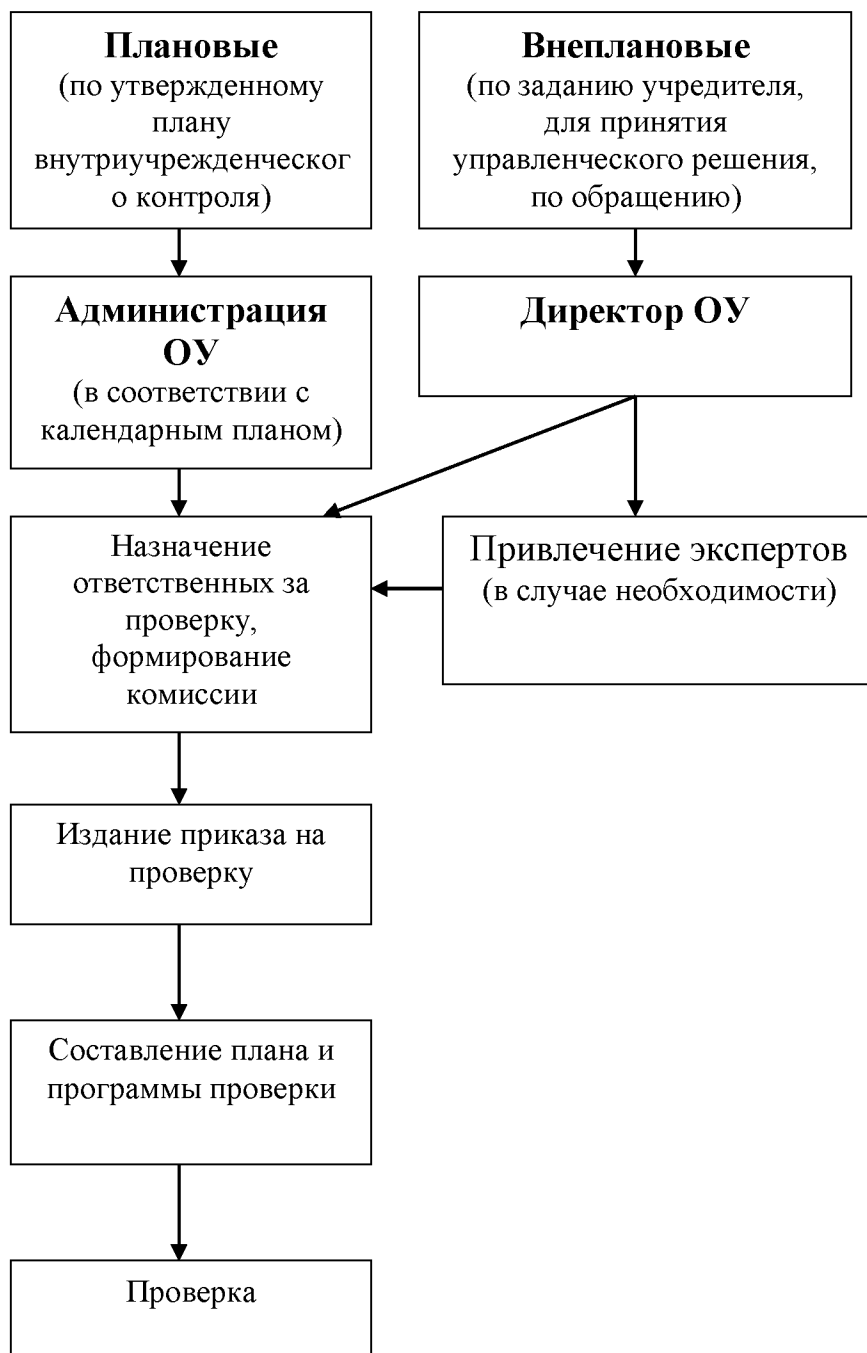 Плановые
(по утвержденному
плану
внутриучрежденческог
о контроля)
Внеплановые
(по заданию учредителя,
для принятия
управленческого решения,
по обращению)
Администрация
ОУ
(в соответствии с
календарным планом)
Директор ОУ
Назначение
ответственных за
проверку,
формирование
комиссии
Привлечение экспертов
(в случае необходимости)
Издание приказа на
проверку
Составление плана и
программы проверки
Проверка